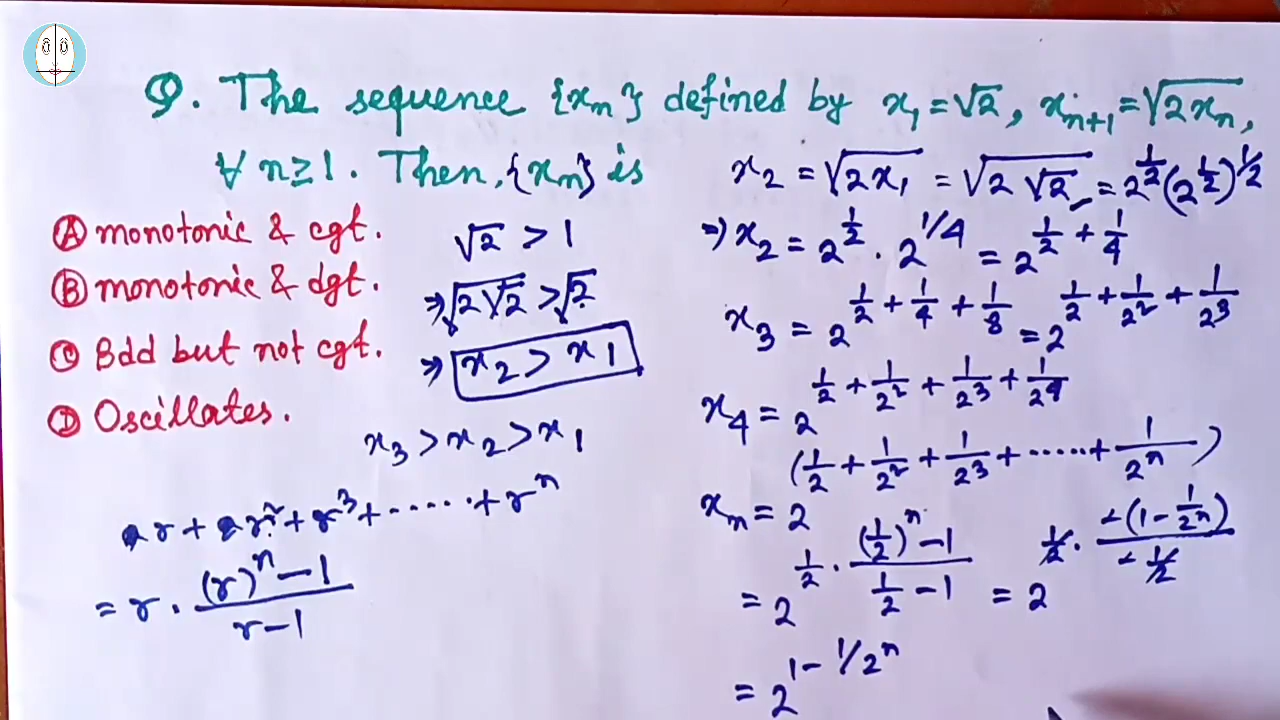 Q. The sequence {xₙ} defined by x₁ = √2, xₙ₊₁ = √(2xₙ),
∀ n ≥ 1. Then, {xₙ} is
Ⓐ monotonic & cgt.
Ⓑ monotonic & dgt.
Ⓒ Bdd but not cgt.
Ⓓ Oscillates.
√2 > 1
⇒ √(2√2) > √2
⇒ x₂ > x₁
x₃ > x₂ > x₁
r + r² + r³ + ..... + rⁿ
= r · ((r)ⁿ - 1)/(r - 1)
x₂ = √(2x₁) = √(2√2) = 2^(1/2) (2^(1/2))^(1/2)
⇒ x₂ = 2^(1/2) · 2^(1/4) = 2^(1/2 + 1/4)
x₃ = 2^(1/2 + 1/4 + 1/8) = 2^(1/2 + 1/2² + 1/2³)
x₄ = 2^(1/2 + 1/2² + 1/2³ + 1/2⁴)
xₙ = 2^(1/2 + 1/2² + 1/2³ + ..... + 1/2ⁿ)
= 2^(1/2 · ((1/2)ⁿ - 1)/(1/2 - 1)) = 2^(1/2 · (-(1 - 1/2ⁿ))/(-1/2))
= 2^(1 - 1/2ⁿ)